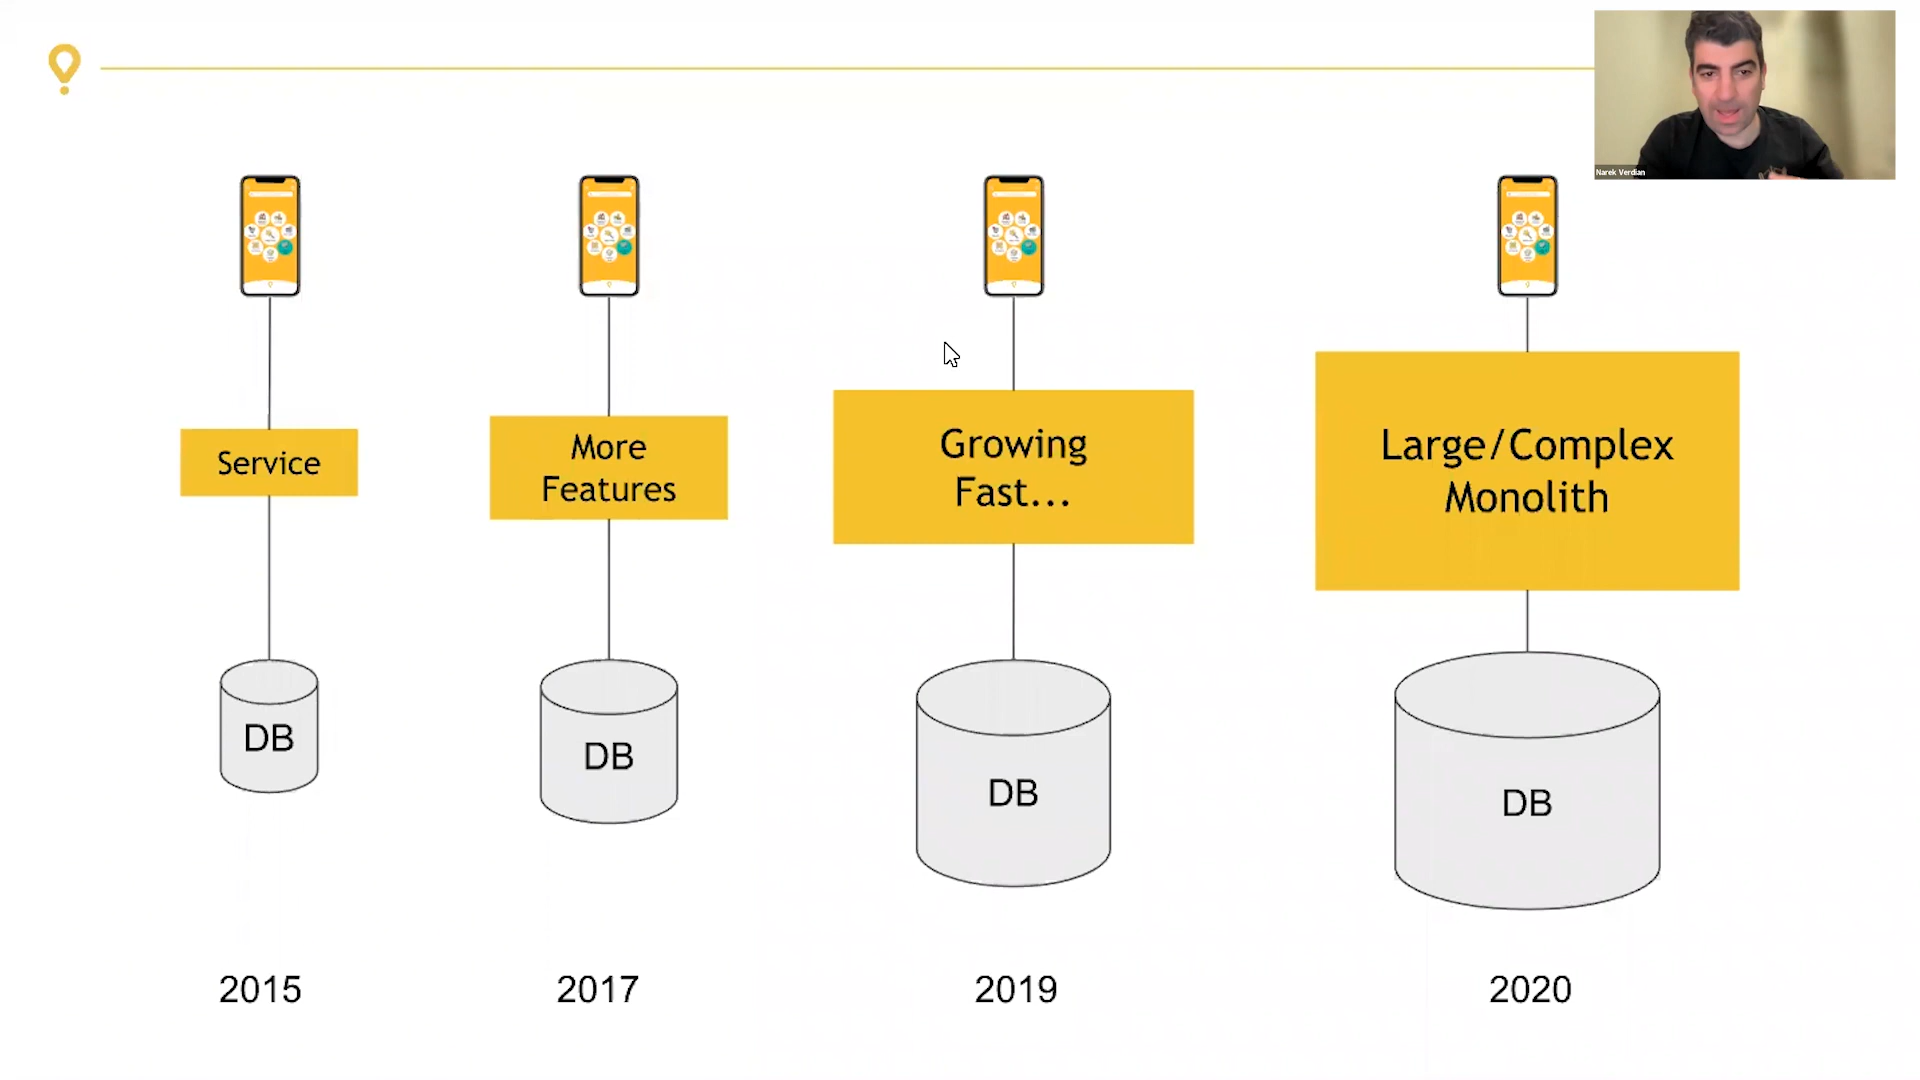 Narek Verdian
Service
More
Features
Growing
Fast...
Large/Complex
Monolith
DB
DB
DB
DB
2015
2017
2019
2020